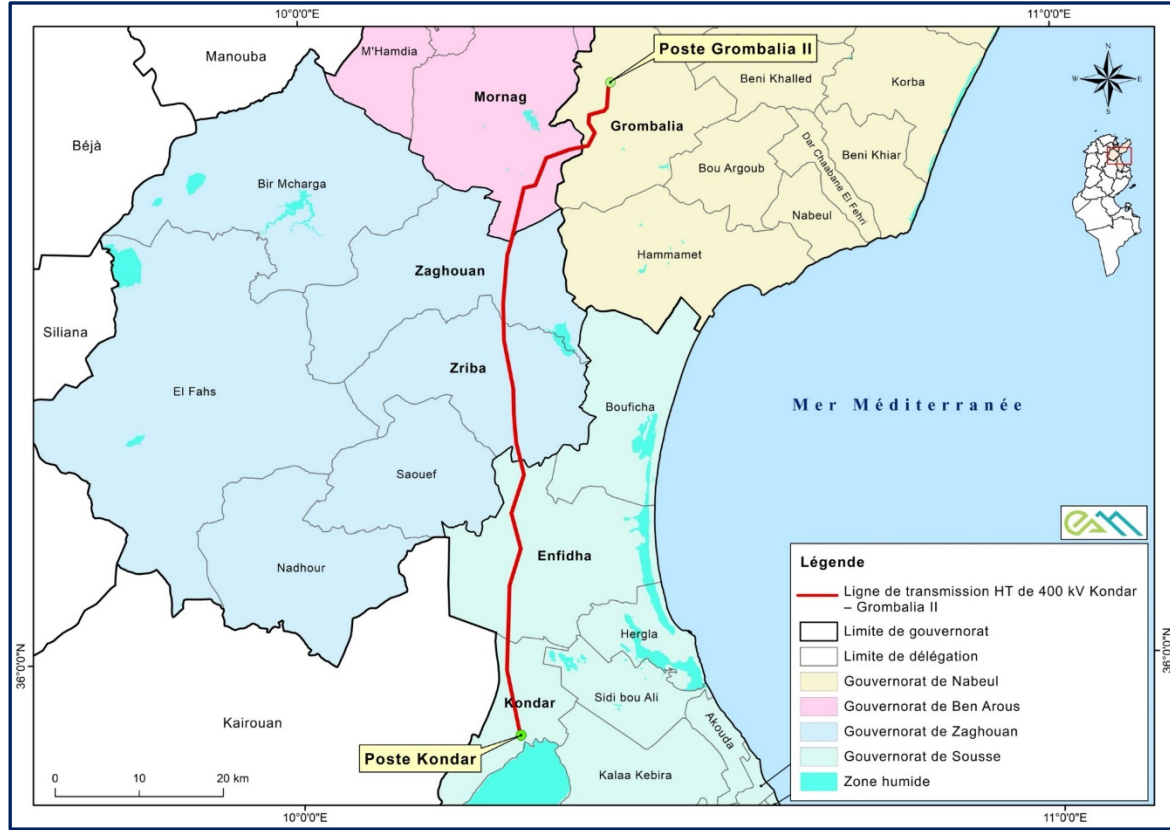 10°0'0"E
11°0'0"E
Manouba
M'Hamdia
Poste Grombalia II
Beni Khalled
Korba
Mornag
Grombalia
Béjà
Bir Mcharga
Bou Argoub
Dar Chaabane El Fehri
Beni Khiar
Nabeul
Hammamet
Zaghouan
Siliana
Zriba
El Fahs
Bouficha
Mer Méditerranée
Saouef
Enfidha
Nadhour
Hergla
36°0'0"N
36°0'0"N
Kairouan
Kondar
Sidi bou Ali
Akouda
Poste Kondar
Kalaa Kebira
0 10 20 km
N
W E
S
Légende
Ligne de transmission HT de 400 kV Kondar
– Grombalia II
Limite de gouvernorat
Limite de délégation
Gouvernorat de Nabeul
Gouvernorat de Ben Arous
Gouvernorat de Zaghouan
Gouvernorat de Sousse
Zone humide
10°0'0"E
11°0'0"E